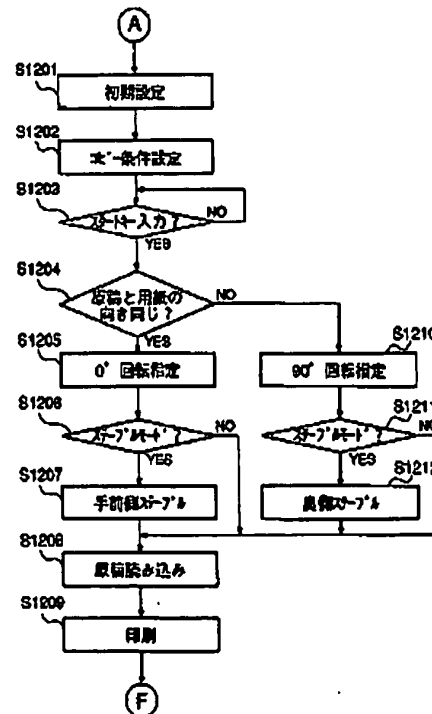 A
S1201
初期設定
S1202
コピー条件設定
S1203
スタートキー入力?
NO
YES
S1204
原稿と用紙の
向き同じ?
NO
YES
S1205
0° 回転指定
S1210
90° 回転指定
S1206
ステープルモード?
NO
YES
S1211
ステープルモード?
NO
YES
S1207
手前側ステープル
S1212
奥側ステープル
S1208
原稿読み込み
S1209
印刷
F